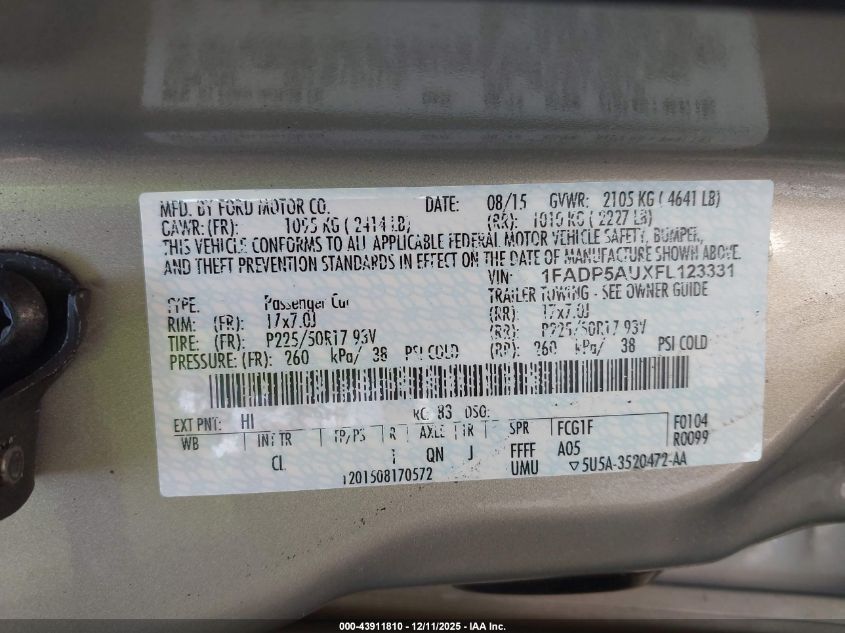 MFD. BY FORD MOTOR CO. DATE: 08/15 GVWR: 2105 KG ( 4641 LB)
GAWR: (FR): 1095 KG ( 2414 LB) (RR): 1010 KG ( 2227 LB)
THIS VEHICLE CONFORMS TO ALL APPLICABLE FEDERAL MOTOR VEHICLE SAFETY, BUMPER,
AND THEFT PREVENTION STANDARDS IN EFFECT ON THE DATE OF MANUFACTURE SHOWN ABOVE.
VIN: 1FADP5AUXFL123331
TYPE: Passenger Car TRAILER TOWING - SEE OWNER GUIDE
RIM: (FR): 17x7.0J (RR): 17x7.0J
TIRE: (FR): P225/50R17 93V (RR): P225/50R17 93V
PRESSURE: (FR): 260 kPa/ 38 PSI COLD (RR): 260 kPa/ 38 PSI COLD
EXT PNT: HI RC: 83 DSO: F0104
WB INT TR TP/PS R AXLE TR SPR FCG1F R0099
CL 1 QN J FFFF A05
1201508170572 UMU ▽5U5A-3520472-AA
000-43911810 - 12/11/2025 - IAA Inc.